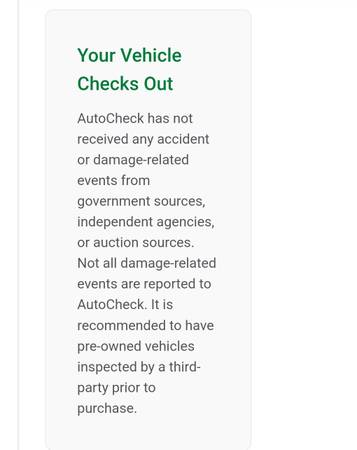 Your Vehicle
Checks Out
AutoCheck has not
received any accident
or damage-related
events from
government sources,
independent agencies,
or auction sources.
Not all damage-related
events are reported to
AutoCheck. It is
recommended to have
pre-owned vehicles
inspected by a third-
party prior to
purchase.